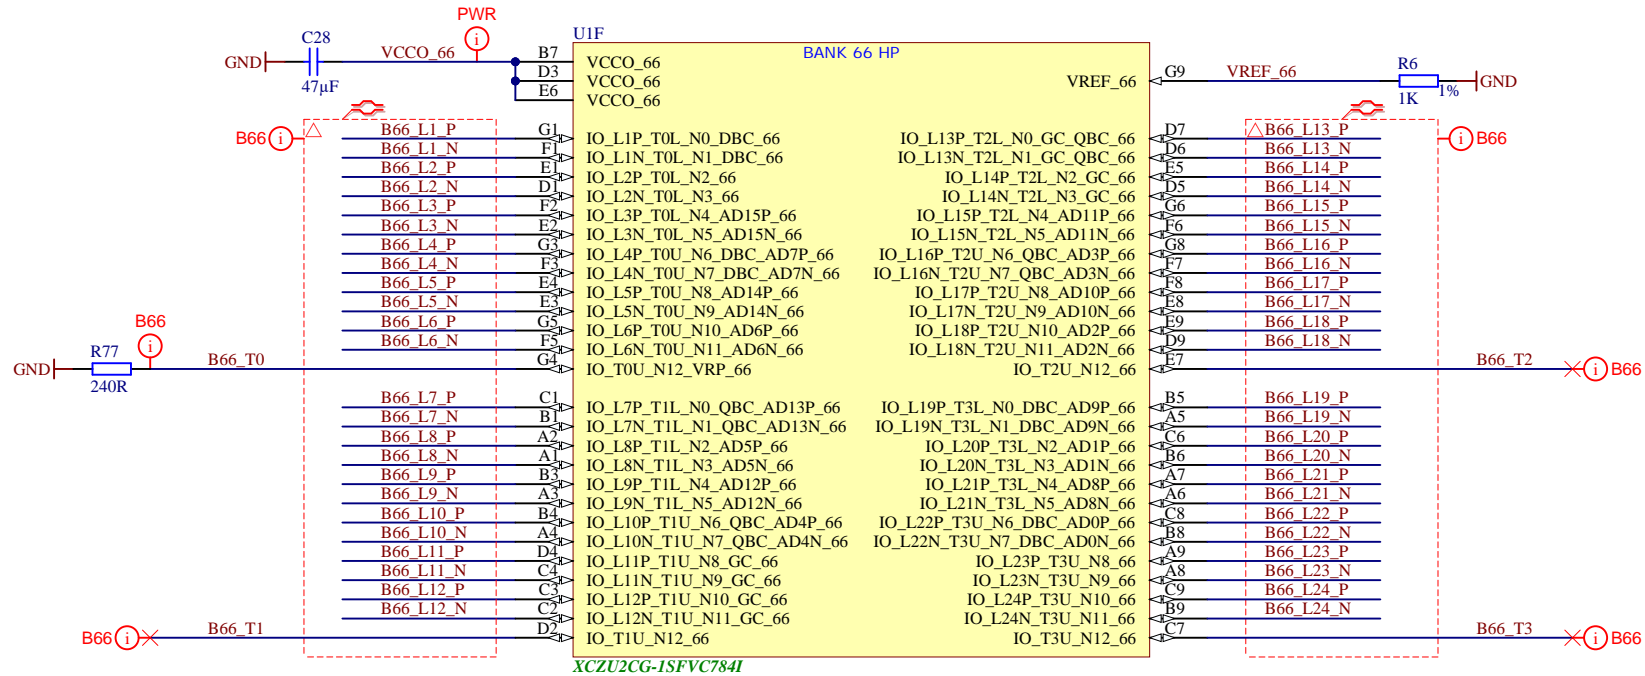 PWR
C28
U1F
GND VCCO_66 B7 VCCO_66 BANK 66 HP
47µF D3 VCCO_66 VREF_66 G9 VREF_66 R6 GND
E6 VCCO_66 1K 1%
B66 i B66_L1_P G1 IO_L1P_T0L_N0_DBC_66 IO_L13P_T2L_N0_GC_QBC_66 D7 B66_L13_P i B66
B66_L1_N F1 IO_L1N_T0L_N1_DBC_66 IO_L13N_T2L_N1_GC_QBC_66 D6 B66_L13_N
B66_L2_P E1 IO_L2P_T0L_N2_66 IO_L14P_T2L_N2_GC_66 E5 B66_L14_P
B66_L2_N D1 IO_L2N_T0L_N3_66 IO_L14N_T2L_N3_GC_66 D5 B66_L14_N
B66_L3_P F2 IO_L3P_T0L_N4_AD15P_66 IO_L15P_T2L_N4_AD11P_66 G6 B66_L15_P
B66_L3_N E2 IO_L3N_T0L_N5_AD15N_66 IO_L15N_T2L_N5_AD11N_66 F6 B66_L15_N
B66_L4_P G3 IO_L4P_T0U_N6_DBC_AD7P_66 IO_L16P_T2U_N6_QBC_AD3P_66 G8 B66_L16_P
B66_L4_N F3 IO_L4N_T0U_N7_DBC_AD7N_66 IO_L16N_T2U_N7_QBC_AD3N_66 F7 B66_L16_N
B66_L5_P E4 IO_L5P_T0U_N8_AD14P_66 IO_L17P_T2U_N8_AD10P_66 F8 B66_L17_P
B66_L5_N E3 IO_L5N_T0U_N9_AD14N_66 IO_L17N_T2U_N9_AD10N_66 E8 B66_L17_N
B66 B66_L6_P G5 IO_L6P_T0U_N10_AD6P_66 IO_L18P_T2U_N10_AD2P_66 E9 B66_L18_P
R77 i B66_L6_N F5 IO_L6N_T0U_N11_AD6N_66 IO_L18N_T2U_N11_AD2N_66 D9 B66_L18_N
GND B66_T0 G4 IO_T0U_N12_VRP_66 IO_T2U_N12_66 E7 B66_T2 i B66
240R
B66_L7_P C1 IO_L7P_T1L_N0_QBC_AD13P_66 IO_L19P_T3L_N0_DBC_AD9P_66 B5 B66_L19_P
B66_L7_N B1 IO_L7N_T1L_N1_QBC_AD13N_66 IO_L19N_T3L_N1_DBC_AD9N_66 A5 B66_L19_N
B66_L8_P A2 IO_L8P_T1L_N2_AD5P_66 IO_L20P_T3L_N2_AD1P_66 C6 B66_L20_P
B66_L8_N A1 IO_L8N_T1L_N3_AD5N_66 IO_L20N_T3L_N3_AD1N_66 B6 B66_L20_N
B66_L9_P B3 IO_L9P_T1L_N4_AD12P_66 IO_L21P_T3L_N4_AD8P_66 A7 B66_L21_P
B66_L9_N A3 IO_L9N_T1L_N5_AD12N_66 IO_L21N_T3L_N5_AD8N_66 A6 B66_L21_N
B66_L10_P B4 IO_L10P_T1U_N6_QBC_AD4P_66 IO_L22P_T3U_N6_DBC_AD0P_66 C8 B66_L22_P
B66_L10_N A4 IO_L10N_T1U_N7_QBC_AD4N_66 IO_L22N_T3U_N7_DBC_AD0N_66 B8 B66_L22_N
B66_L11_P D4 IO_L11P_T1U_N8_GC_66 IO_L23P_T3U_N8_66 A9 B66_L23_P
B66_L11_N C4 IO_L11N_T1U_N9_GC_66 IO_L23N_T3U_N9_66 A8 B66_L23_N
B66_L12_P C3 IO_L12P_T1U_N10_GC_66 IO_L24P_T3U_N10_66 C9 B66_L24_P
B66_L12_N C2 IO_L12N_T1U_N11_GC_66 IO_L24N_T3U_N11_66 B9 B66_L24_N
B66 i B66_T1 D2 IO_T1U_N12_66 IO_T3U_N12_66 C7 B66_T3 i B66
XCZU2CG-1SFVC784I